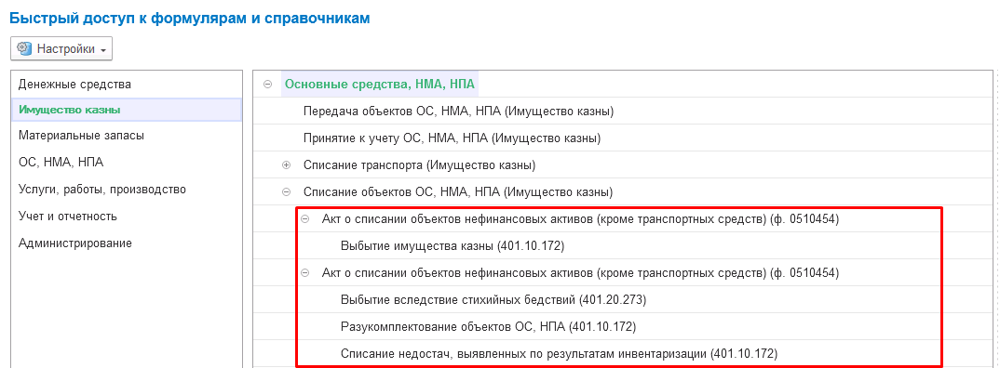 Быстрый доступ к формулярам и справочникам
Настройки
Денежные средства
Имущество казны
Материальные запасы
ОС, НМА, НПА
Услуги, работы, производство
Учет и отчетность
Администрирование
Основные средства, НМА, НПА
Передача объектов ОС, НМА, НПА (Имущество казны)
Принятие к учету ОС, НМА, НПА (Имущество казны)
Списание транспорта (Имущество казны)
Списание объектов ОС, НМА, НПА (Имущество казны)
Акт о списании объектов нефинансовых активов (кроме транспортных средств) (ф. 0510454)
Выбытие имущества казны (401.10.172)
Акт о списании объектов нефинансовых активов (кроме транспортных средств) (ф. 0510454)
Выбытие вследствие стихийных бедствий (401.20.273)
Разукомплектование объектов ОС, НПА (401.10.172)
Списание недостач, выявленных по результатам инвентаризации (401.10.172)